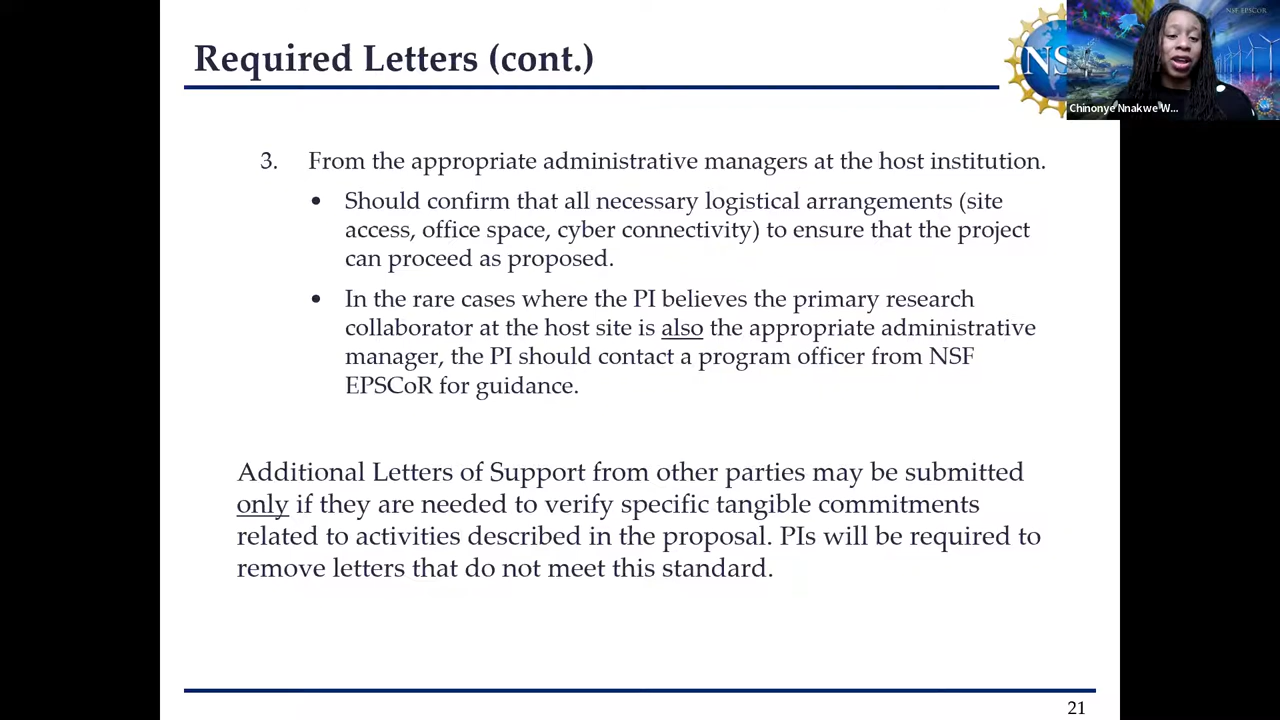 Required Letters (cont.)
NS
NSF-EPSCOR
Chinonye Nnakwe W...
3. From the appropriate administrative managers at the host institution.
• Should confirm that all necessary logistical arrangements (site
access, office space, cyber connectivity) to ensure that the project
can proceed as proposed.
• In the rare cases where the PI believes the primary research
collaborator at the host site is also the appropriate administrative
manager, the PI should contact a program officer from NSF
EPSCoR for guidance.
Additional Letters of Support from other parties may be submitted
only if they are needed to verify specific tangible commitments
related to activities described in the proposal. PIs will be required to
remove letters that do not meet this standard.
21